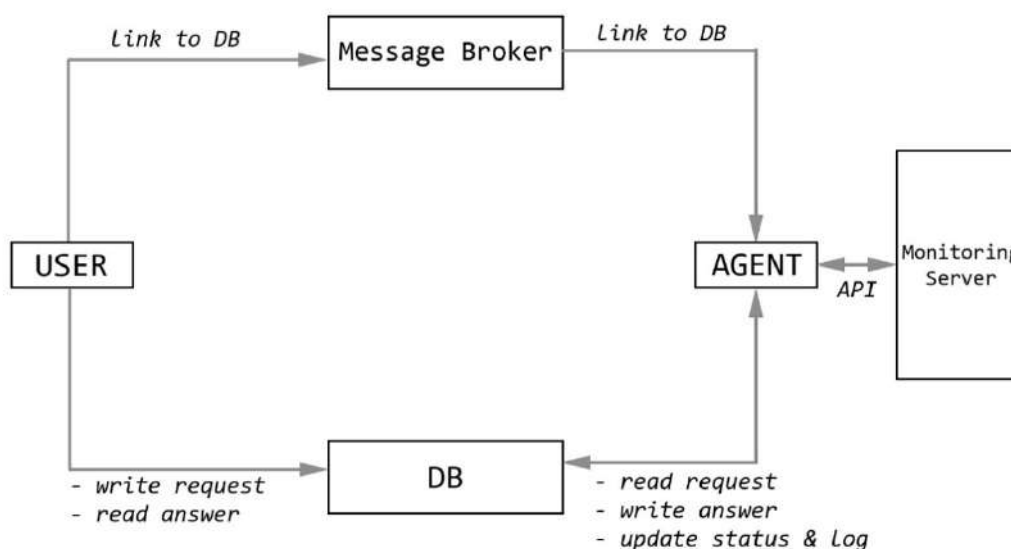 Link to DB
Message Broker
Link to DB
USER
AGENT
API
Monitoring
Server
DB
- write request
- read answer
- read request
- write answer
- update status & log